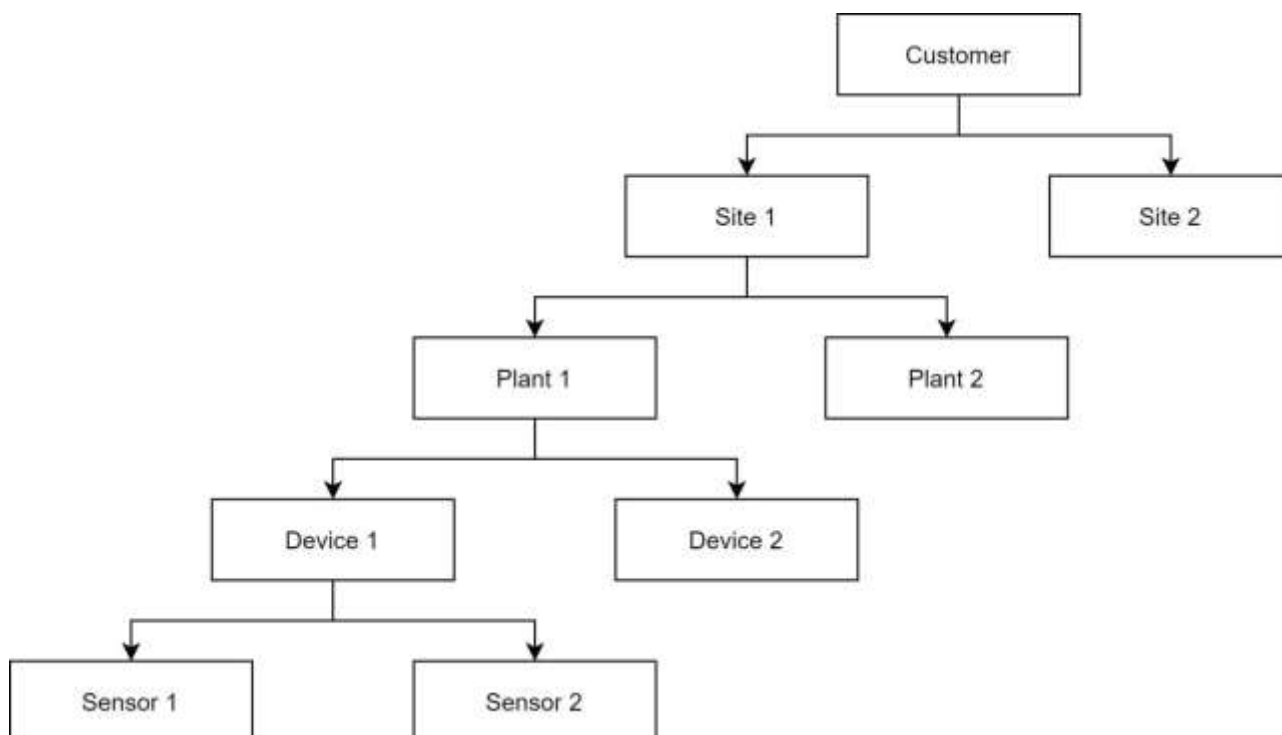 Customer
Site 1
Site 2
Plant 1
Plant 2
Device 1
Device 2
Sensor 1
Sensor 2